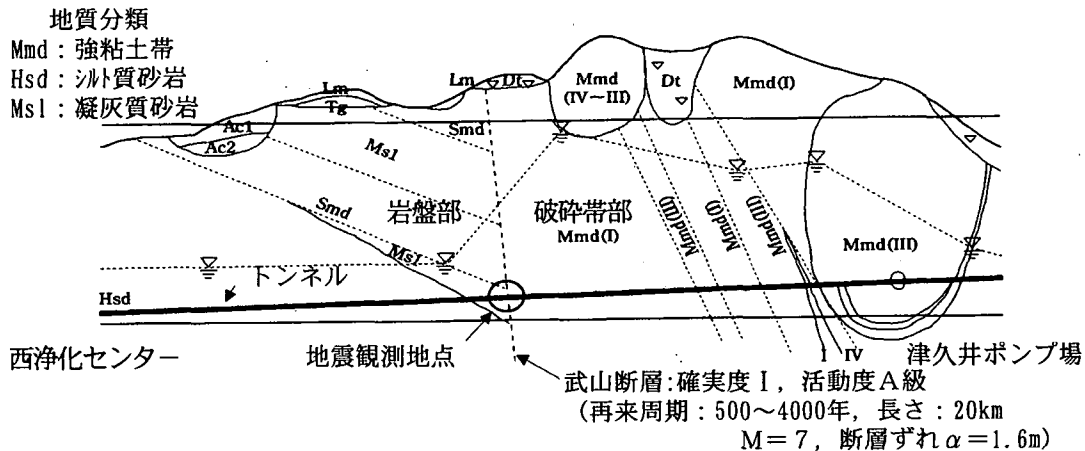 地質分類
Mmd：強粘土帯
Hsd：シルト質砂岩
Msl：凝灰質砂岩
Lm
Tg
Ac1
Ac2
Lm
Dt
Smd
Ms1
Mmd
(IV～III)
Dt
Mmd(I)
Smd
岩盤部
Ms1
破砕帯部
Mmd(I)
Mmd(II)
Mmd(I)
Mmd(III)
Mmd(III)
トンネル
Hsd
I IV
西浄化センター
地震観測地点
津久井ポンプ場
武山断層:確実度Ｉ，活動度Ａ級
(再来周期：500～4000年，長さ：20km
Ｍ＝７，断層ずれα＝1.6m)